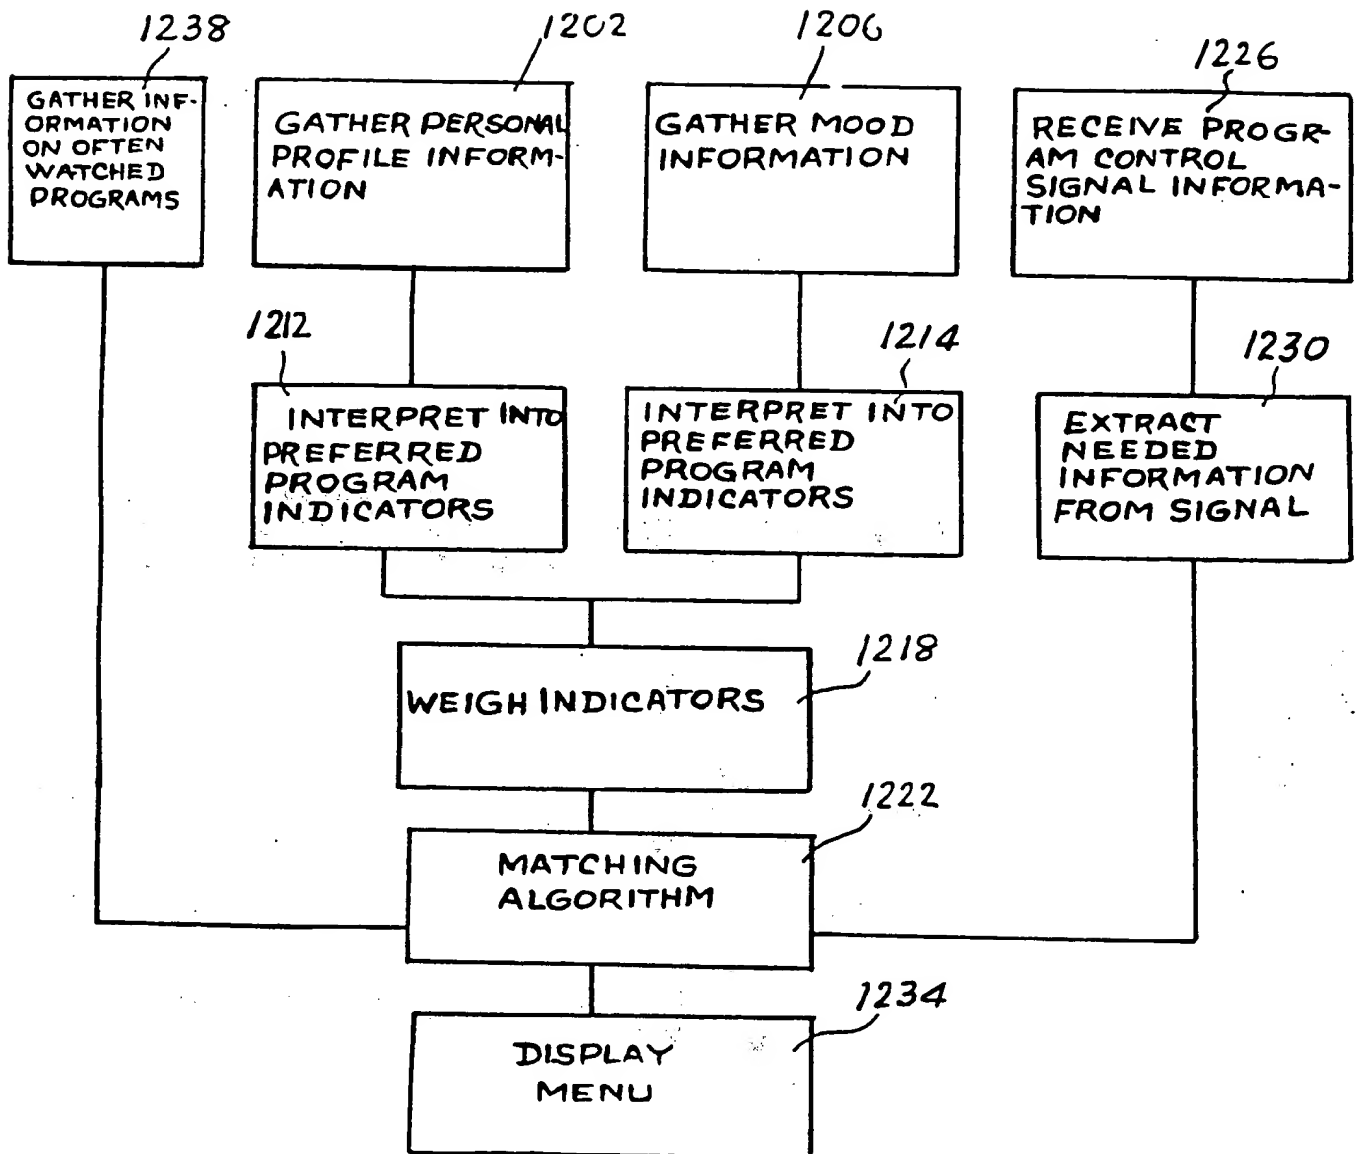 1238
GATHER INF-
ORMATION
ON OFTEN
WATCHED
PROGRAMS
1202
GATHER PERSONAL
PROFILE INFORM-
ATION
1206
GATHER MOOD
INFORMATION
1226
RECEIVE PROGR-
AM CONTROL
SIGNAL INFORMA-
TION
1212
INTERPRET INTO
PREFERRED
PROGRAM
INDICATORS
1214
INTERPRET INTO
PREFERRED
PROGRAM
INDICATORS
1230
EXTRACT
NEEDED
INFORMATION
FROM SIGNAL
1218
WEIGH INDICATORS
1222
MATCHING
ALGORITHM
1234
DISPLAY
MENU